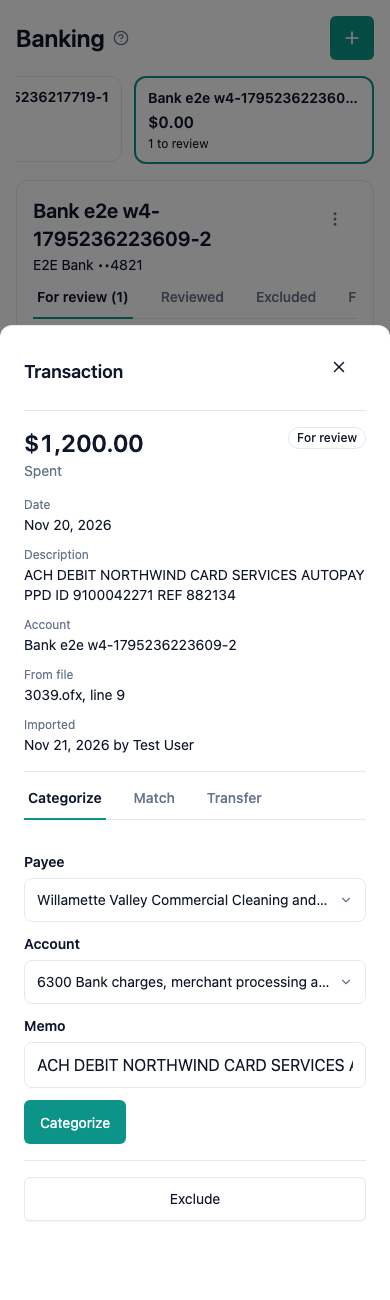 Banking
5236217719-1
Bank e2e w4-179523622360...
$0.00
1 to review
Bank e2e w4-
1795236223609-2
E2E Bank ••4821
For review (1) Reviewed Excluded F
Transaction
$1,200.00
For review
Spent
Date
Nov 20, 2026
Description
ACH DEBIT NORTHWIND CARD SERVICES AUTOPAY
PPD ID 9100042271 REF 882134
Account
Bank e2e w4-1795236223609-2
From file
3039.ofx, line 9
Imported
Nov 21, 2026 by Test User
Categorize Match Transfer
Payee
Willamette Valley Commercial Cleaning and...
Account
6300 Bank charges, merchant processing a...
Memo
ACH DEBIT NORTHWIND CARD SERVICES
Categorize
Exclude